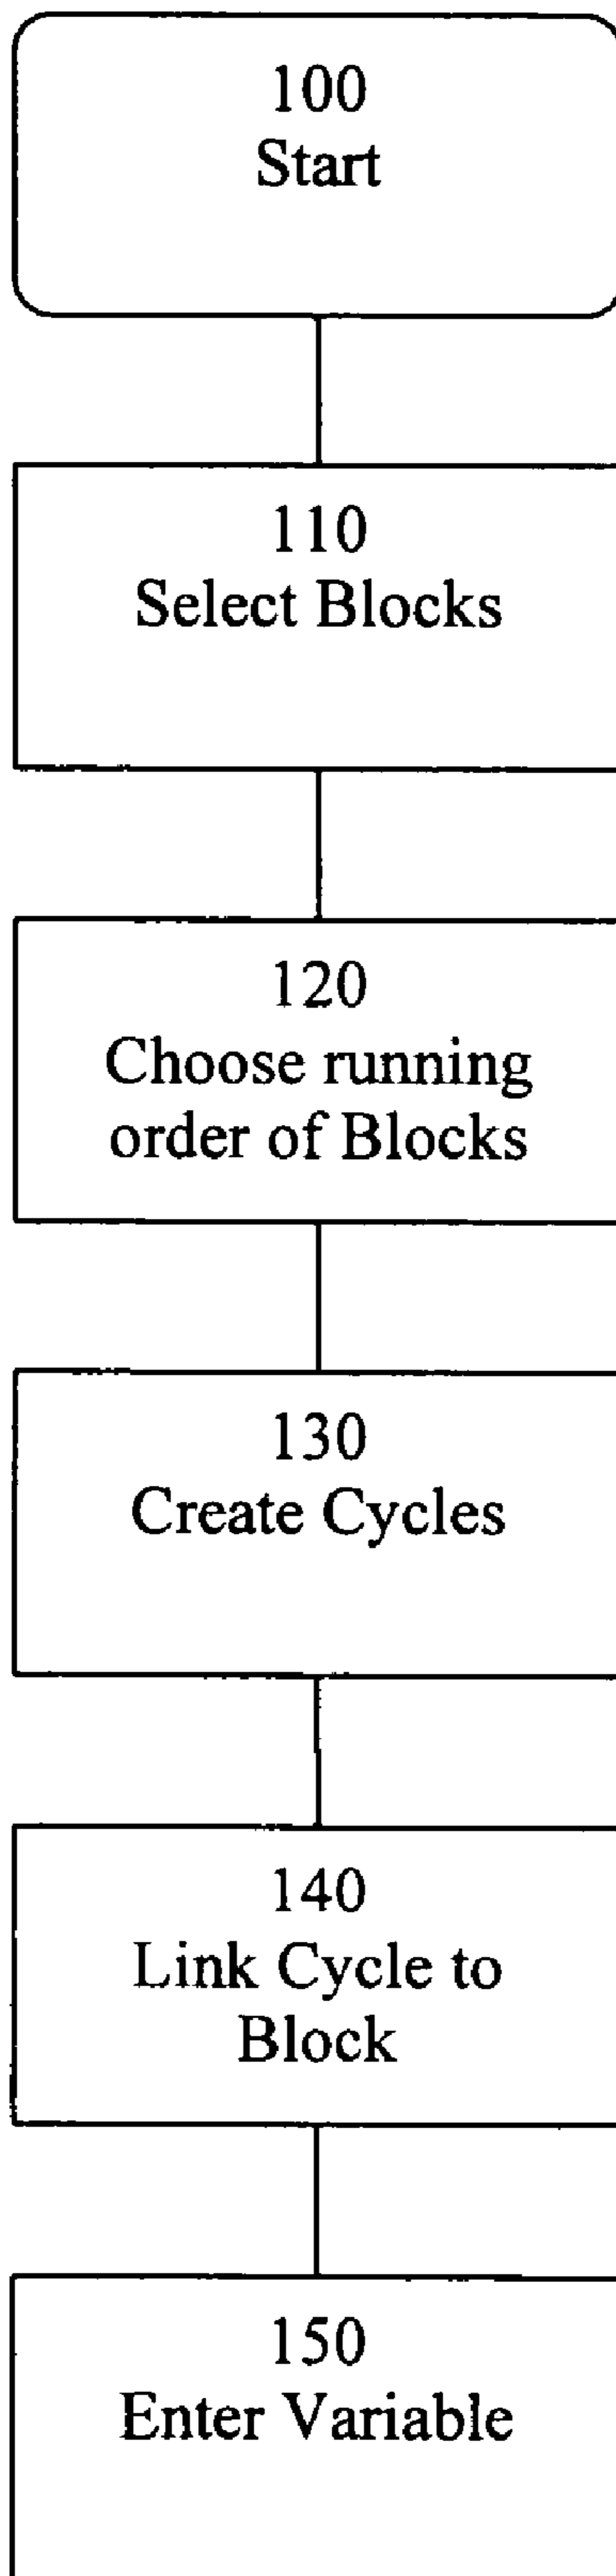 100
Start
110
Select Blocks
120
Choose running
order of Blocks
130
Create Cycles
140
Link Cycle to
Block
150
Enter Variable